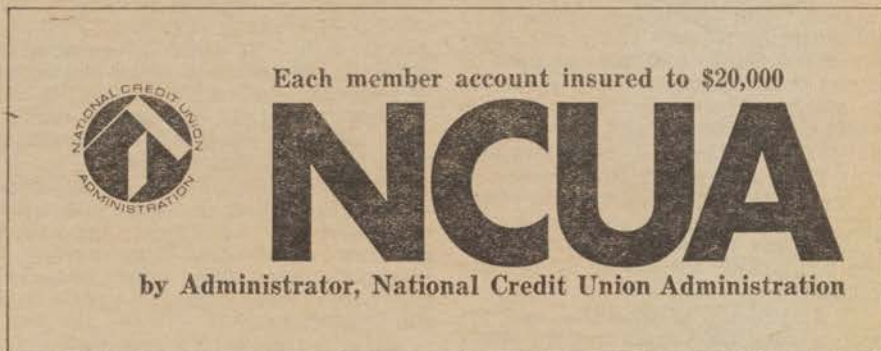 Each member account insured to $20,000
NATIONAL CREDIT UNION
ADMINISTRATION
NCUA
by Administrator, National Credit Union Administration